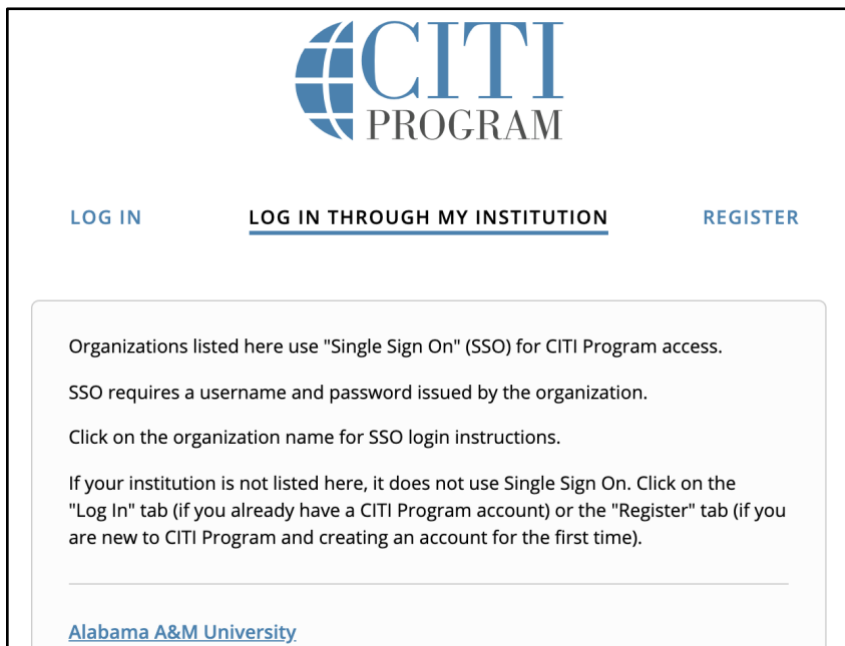 CITI
PROGRAM
LOG IN LOG IN THROUGH MY INSTITUTION REGISTER
Organizations listed here use "Single Sign On" (SSO) for CITI Program access.
SSO requires a username and password issued by the organization.
Click on the organization name for SSO login instructions.
If your institution is not listed here, it does not use Single Sign On. Click on the
"Log In" tab (if you already have a CITI Program account) or the "Register" tab (if you
are new to CITI Program and creating an account for the first time).
Alabama A&M University